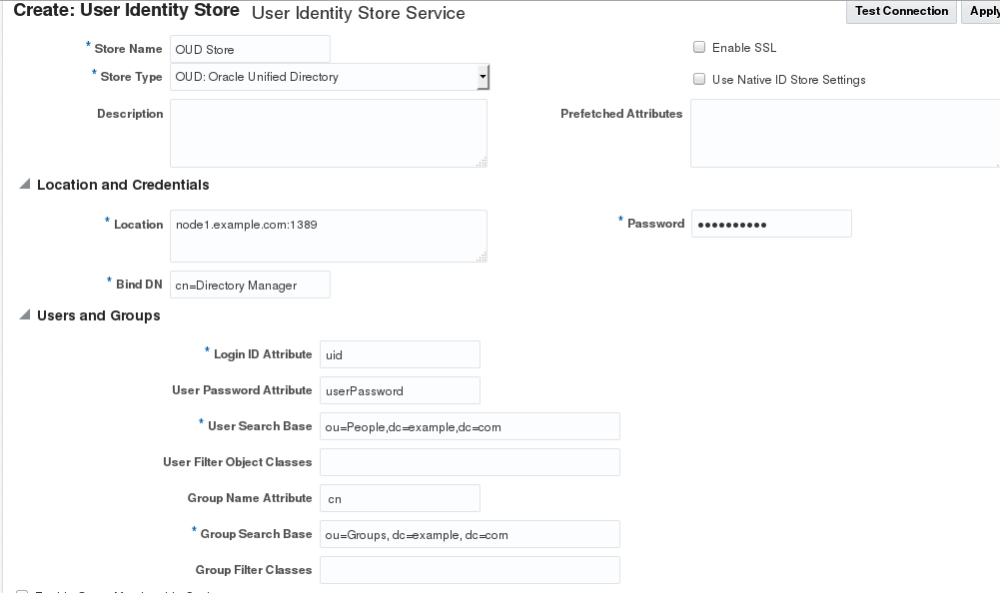 Create: User Identity Store User Identity Store Service Test Connection Apply
* Store Name OUD Store Enable SSL
* Store Type OUD: Oracle Unified Directory Use Native ID Store Settings
Description Prefetched Attributes
Location and Credentials
* Location node1.example.com:1389 * Password ••••••••••
* Bind DN cn=Directory Manager
Users and Groups
* Login ID Attribute uid
User Password Attribute userPassword
* User Search Base ou=People,dc=example,dc=com
User Filter Object Classes
Group Name Attribute cn
* Group Search Base ou=Groups, dc=example, dc=com
Group Filter Classes